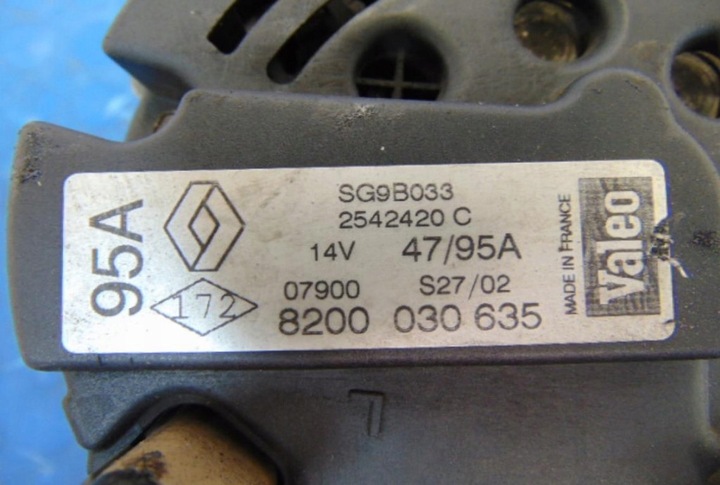 95A
SG9B033
2542420 C
14V 47/95A
172
07900 S27/02
8200 030 635
MADE IN FRANCE
Valeo
L